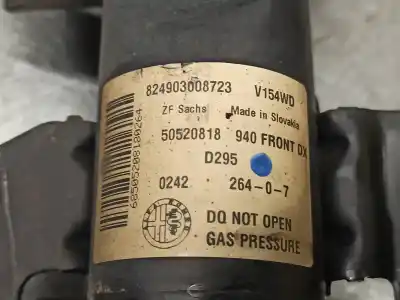 824903008723 V154WD
ZF Sachs Made in Slovakia
50520818 940 FRONT DX
D295
0242 264-0-7
DO NOT OPEN
GAS PRESSURE